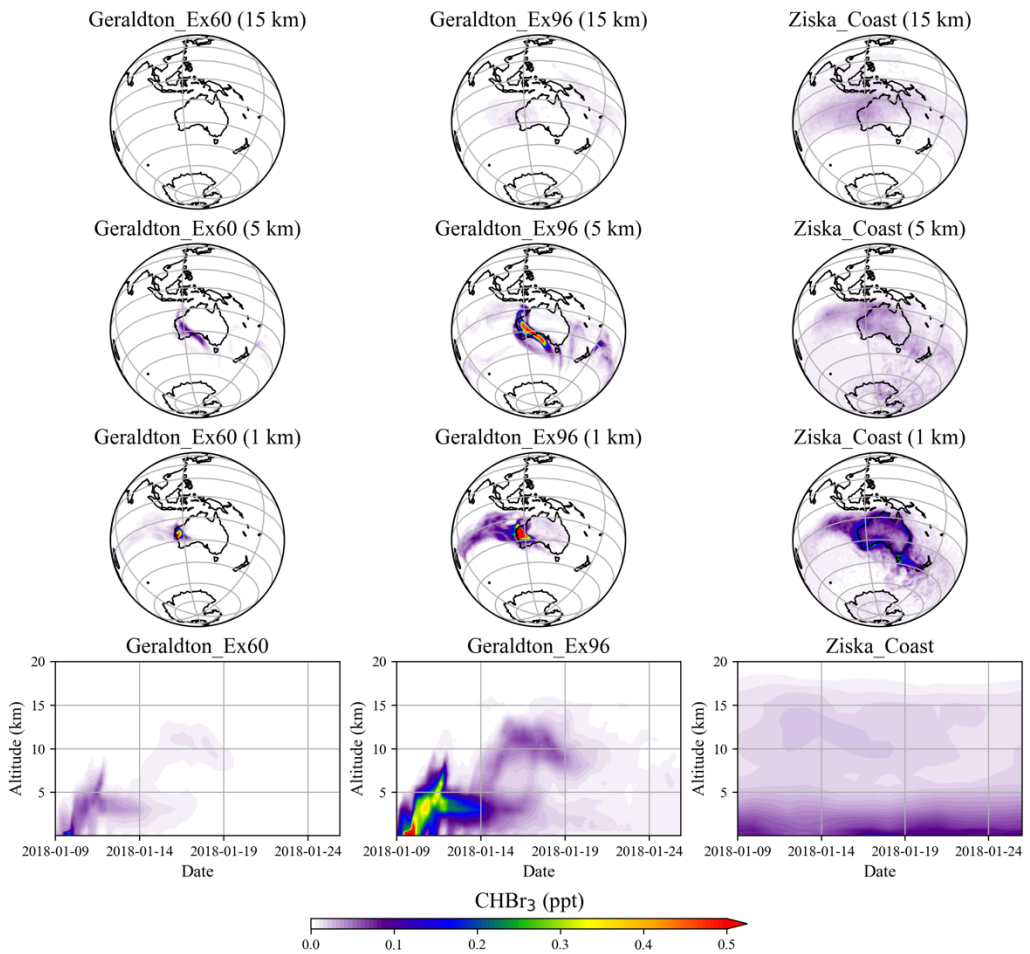 Geraldton_Ex60 (15 km) Geraldton_Ex96 (15 km) Ziska_Coast (15 km)
Geraldton_Ex60 (5 km) Geraldton_Ex96 (5 km) Ziska_Coast (5 km)
Geraldton_Ex60 (1 km) Geraldton_Ex96 (1 km) Ziska_Coast (1 km)
Geraldton_Ex60 Geraldton_Ex96 Ziska_Coast
20 20 20
15 15 15
10 10 10
5 5 5
Altitude (km) Altitude (km) Altitude (km)
2018-01-09 2018-01-14 2018-01-19 2018-01-24 2018-01-09 2018-01-14 2018-01-19 2018-01-24 2018-01-09 2018-01-14 2018-01-19 2018-01-24
Date Date Date
CHBr₃ (ppt)
0.0 0.1 0.2 0.3 0.4 0.5